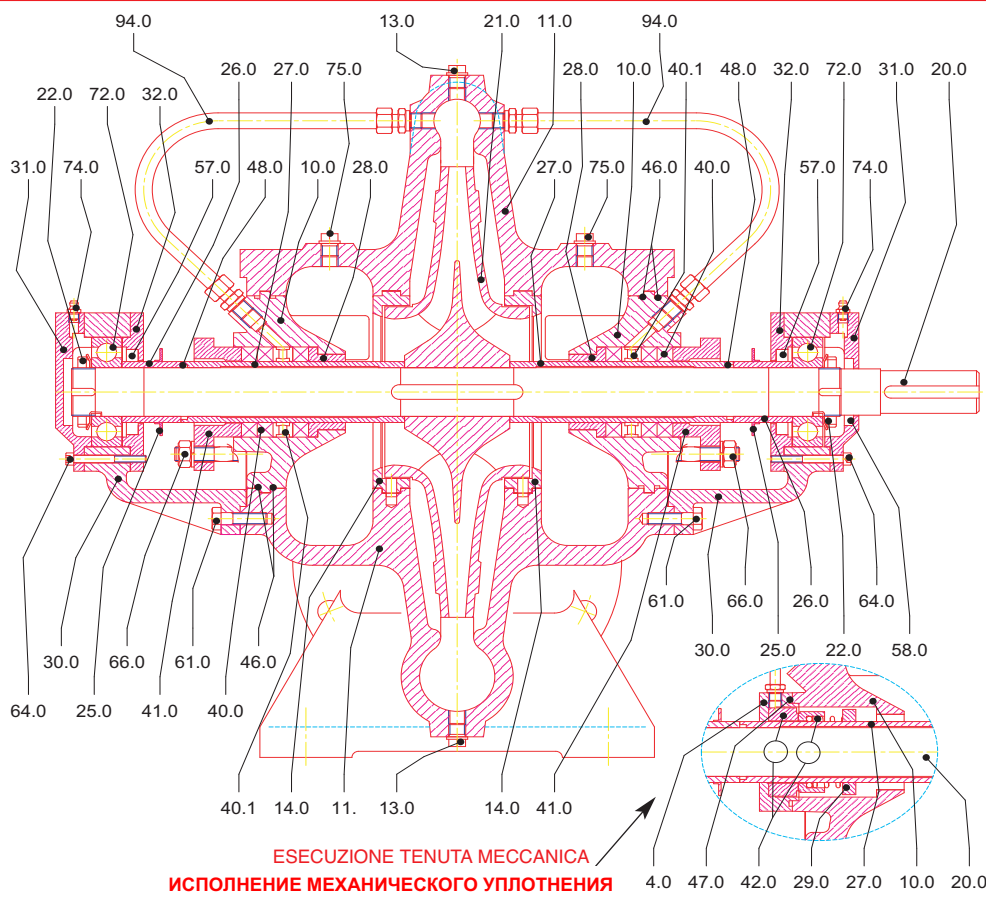 94.0 13.0 21.0 11.0 94.0
22.0 72.0 32.0 26.0 27.0 75.0 28.0 10.0 40.1 48.0 32.0 72.0 31.0 20.0
31.0 74.0 57.0 48.0 10.0 28.0 27.0 75.0 46.0 40.0 57.0 74.0
30.0 66.0 61.0 46.0 61.0 66.0 26.0 64.0
64.0 25.0 41.0 40.0 30.0 25.0 22.0 58.0
40.1 14.0 11. 13.0 14.0 41.0
ESECUZIONE TENUTA MECCANICA
ИСПОЛНЕНИЕ МЕХАНИЧЕСКОГО УПЛОТНЕНИЯ
4.0 47.0 42.0 29.0 27.0 10.0 20.0